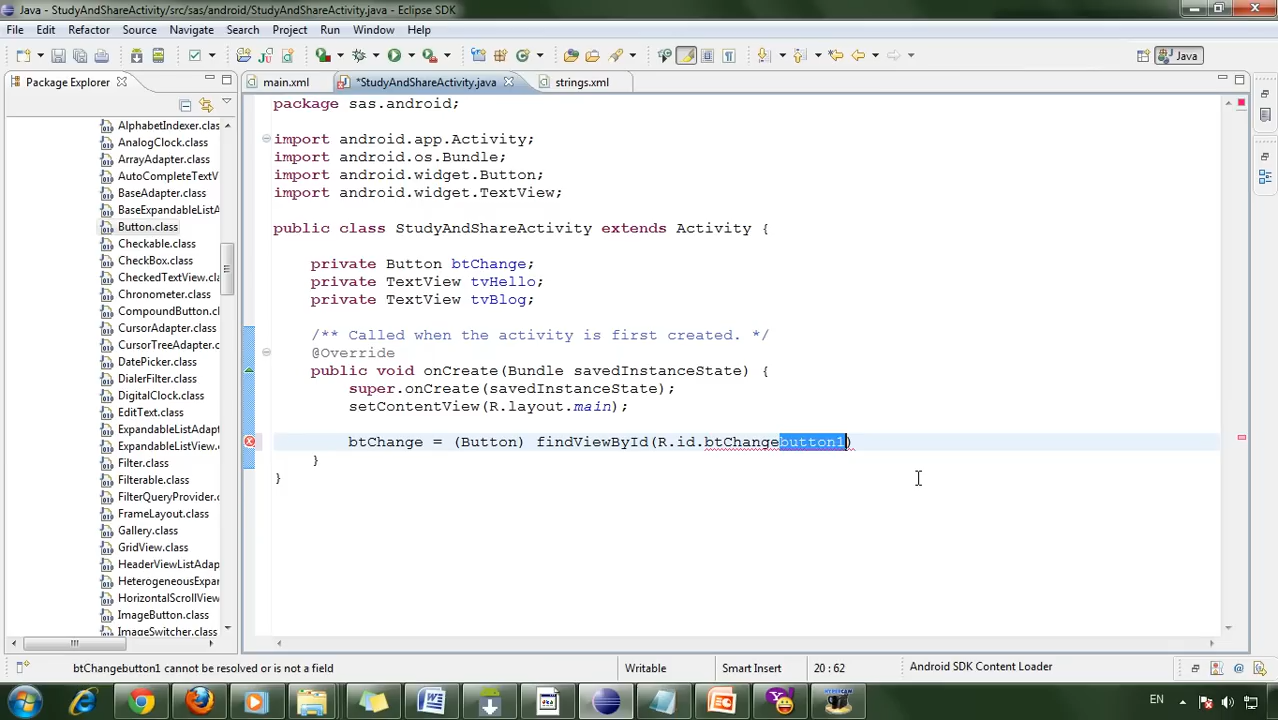 Java - StudyAndShareActivity/src/sas/android/StudyAndShareActivity.java - Eclipse SDK
File Edit Refactor Source Navigate Search Project Run Window Help
Java
Package Explorer
main.xml
*StudyAndShareActivity.java
strings.xml
AlphabetIndexer.class
AnalogClock.class
ArrayAdapter.class
AutoCompleteTextV
BaseAdapter.class
BaseExpandableListA
Button.class
Checkable.class
CheckBox.class
CheckedTextView.cla
Chronometer.class
CompoundButton.cl
CursorAdapter.class
CursorTreeAdapter.c
DatePicker.class
DialerFilter.class
DigitalClock.class
EditText.class
ExpandableListAdapt
ExpandableListView.c
Filter.class
Filterable.class
FilterQueryProvider.c
FrameLayout.class
Gallery.class
GridView.class
HeaderViewListAdap
HeterogeneousExpa
HorizontalScrollView
ImageButton.class
ImageSwitcher.class
package sas.android;
import android.app.Activity;
import android.os.Bundle;
import android.widget.Button;
import android.widget.TextView;
public class StudyAndShareActivity extends Activity {
private Button btChange;
private TextView tvHello;
private TextView tvBlog;
/** Called when the activity is first created. */
@Override
public void onCreate(Bundle savedInstanceState) {
super.onCreate(savedInstanceState);
setContentView(R.layout.main);
btChange = (Button) findViewById(R.id.btChangebutton1)
}
}
btChangebutton1 cannot be resolved or is not a field
Writable
Smart Insert
20 : 62
Android SDK Content Loader
EN